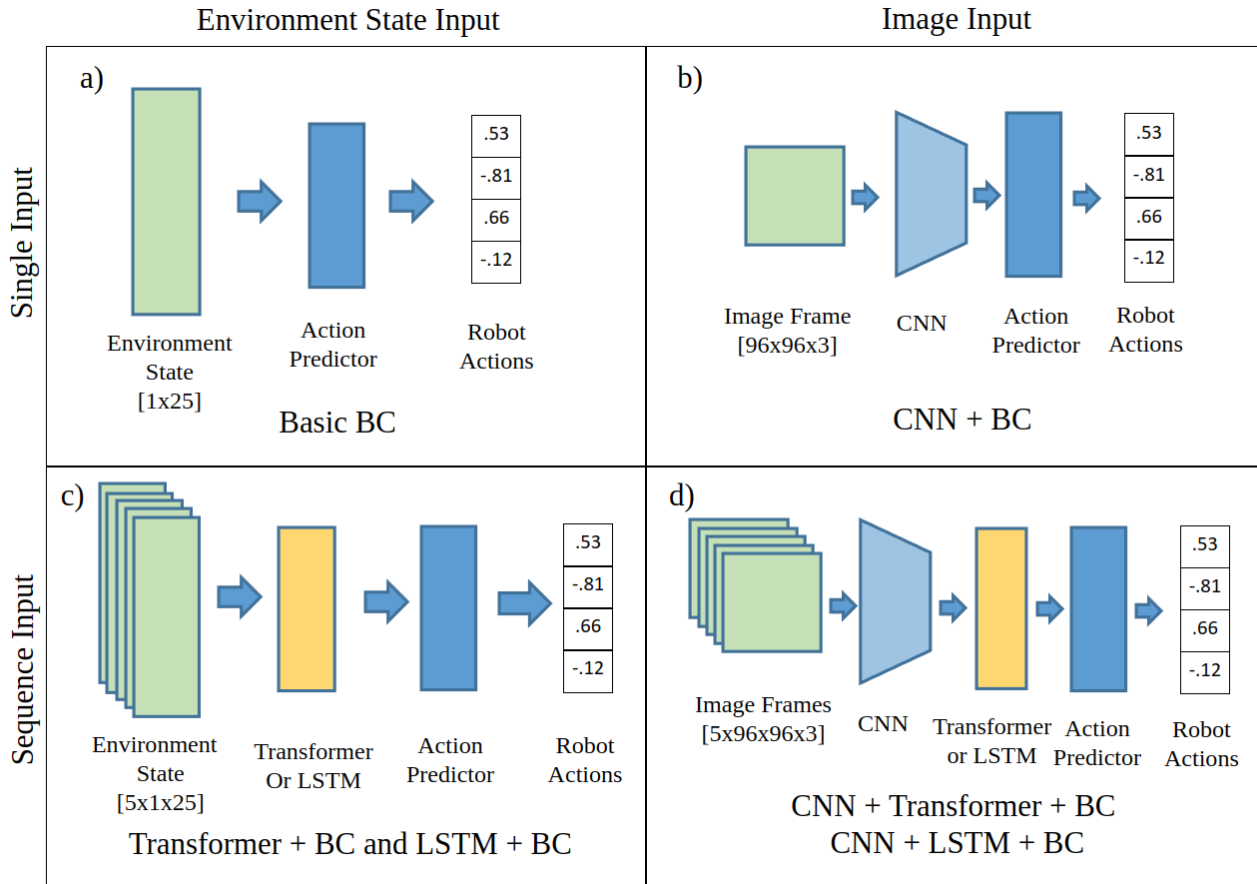 Environment State Input
Image Input
Single Input
a)
.53
-.81
.66
-.12
Environment
State
[1x25]
Action
Predictor
Robot
Actions
Basic BC
b)
.53
-.81
.66
-.12
Image Frame
[96x96x3]
CNN
Action
Predictor
Robot
Actions
CNN + BC
Sequence Input
c)
.53
-.81
.66
-.12
Environment
State
[5x1x25]
Transformer
Or LSTM
Action
Predictor
Robot
Actions
Transformer + BC and LSTM + BC
d)
.53
-.81
.66
-.12
Image Frames
[5x96x96x3]
CNN
Transformer
or LSTM
Action
Predictor
Robot
Actions
CNN + Transformer + BC
CNN + LSTM + BC